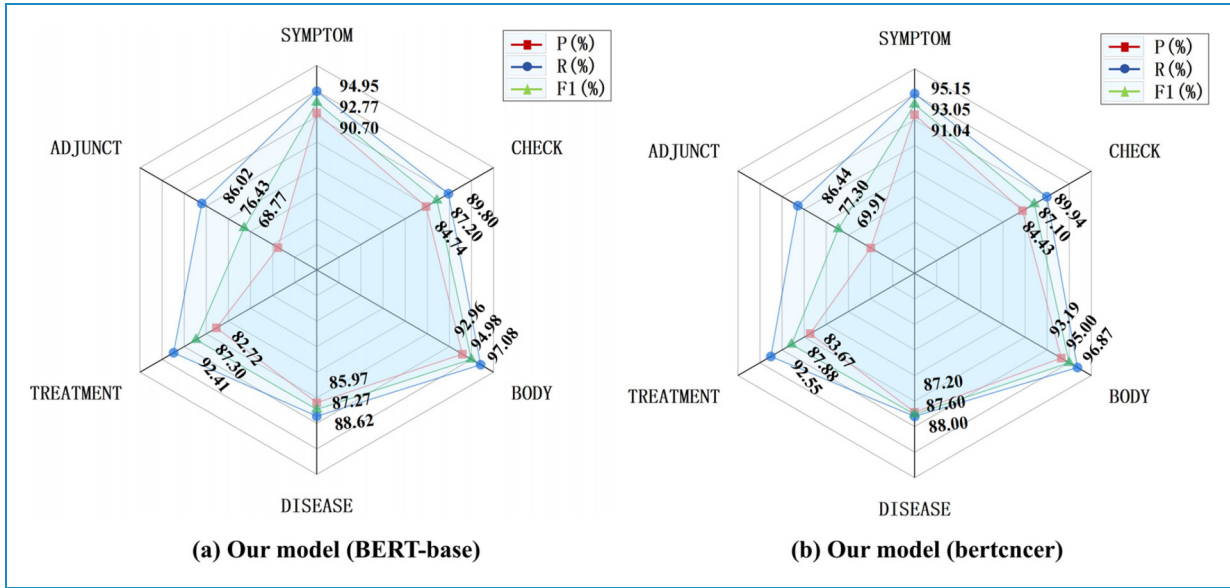 SYMPTOM
P(%)
R(%)
F1(%)
94.95
92.77
90.70
ADJUNCT
CHECK
86.02
76.43
68.77
89.80
87.20
84.74
82.72
87.30
92.41
92.96
94.98
97.08
TREATMENT
85.97
87.27
88.62
BODY
DISEASE
(a) Our model (BERT-base)
SYMPTOM
P(%)
R(%)
F1(%)
95.15
93.05
91.04
ADJUNCT
CHECK
86.44
77.30
69.91
89.94
87.10
84.43
83.67
87.88
92.55
93.19
95.00
96.87
TREATMENT
87.20
87.60
88.00
BODY
DISEASE
(b) Our model (bertcncer)